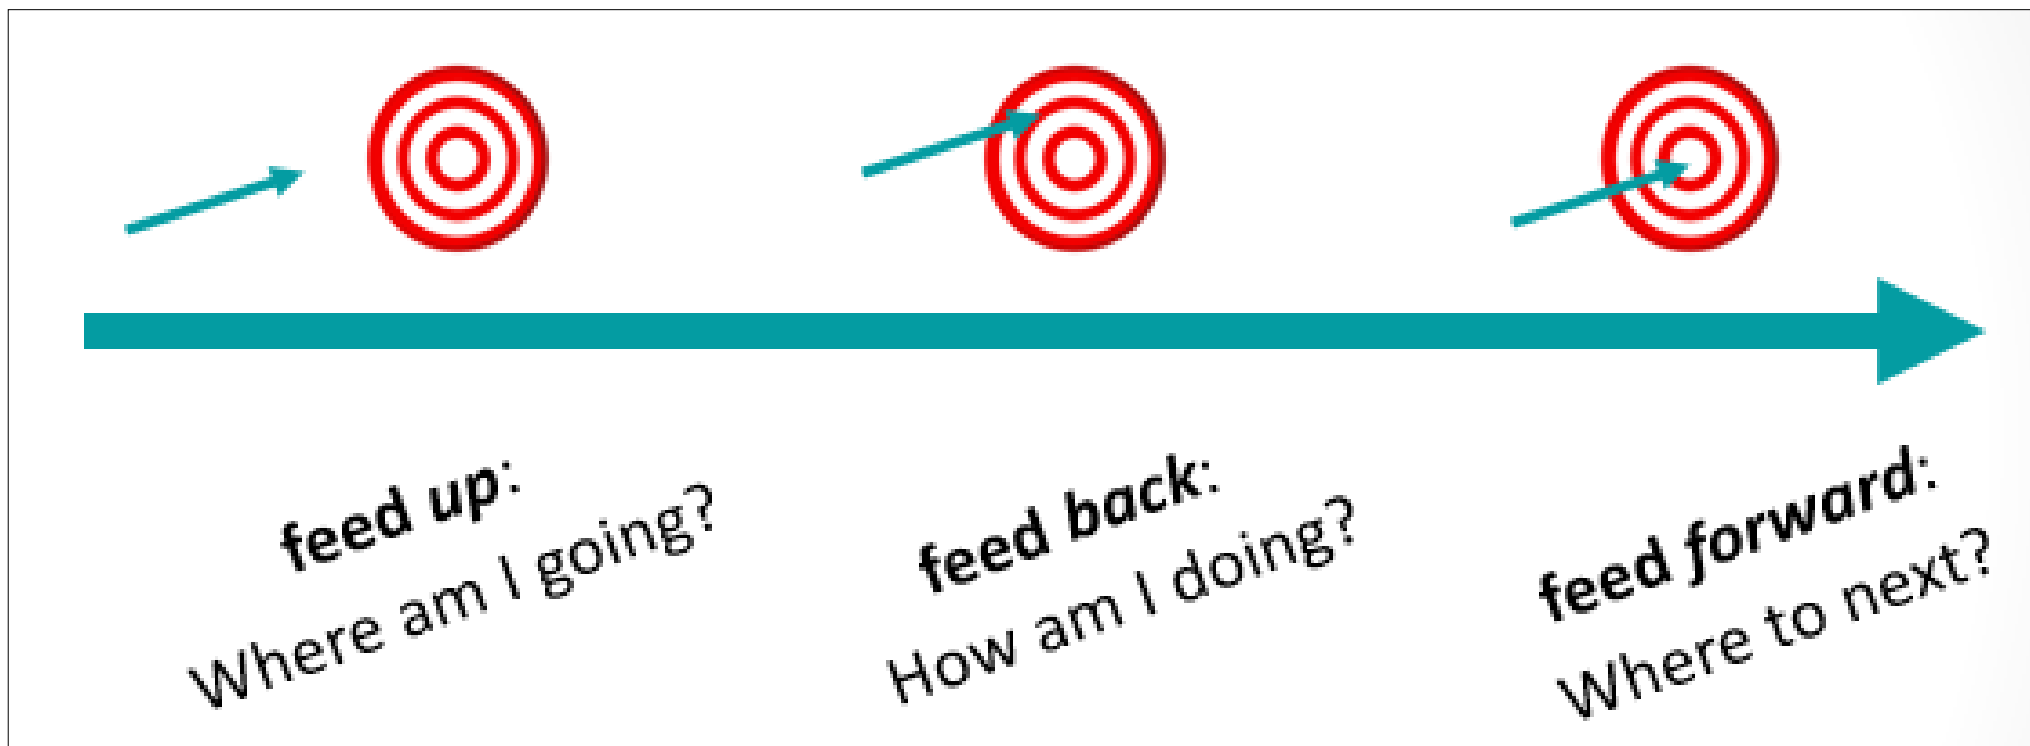 feed up:
Where am I going?
feed back:
How am I doing?
feed forward:
Where to next?